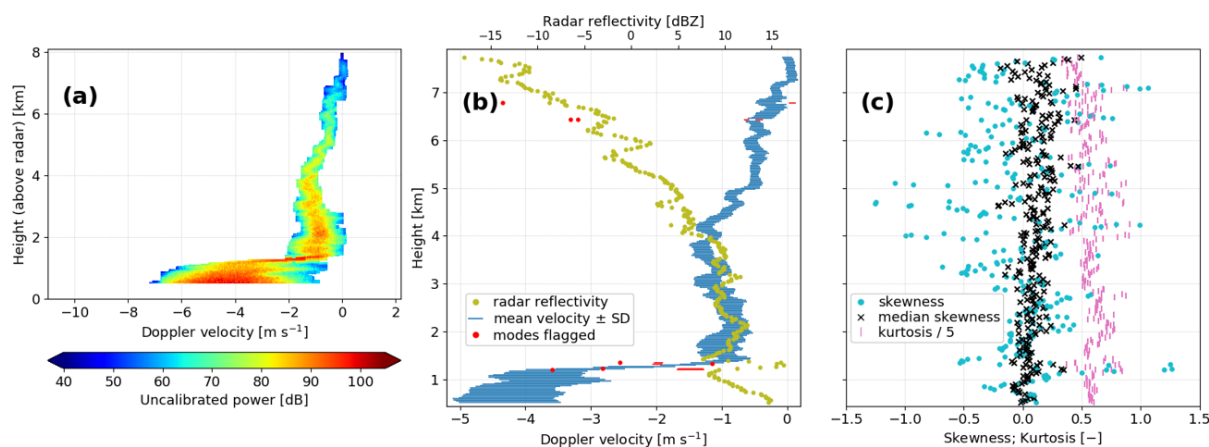 Radar reflectivity [dBZ]
−15 −10 −5 0 5 10 15
(a)
8
6
4
2
0
Height (above radar) [km]
−10 −8 −6 −4 −2 0 2
Doppler velocity [m s⁻¹]
40 50 60 70 80 90 100
Uncalibrated power [dB]
(b)
7
6
5
4
3
2
1
Height [km]
radar reflectivity
mean velocity ± SD
modes flagged
−5 −4 −3 −2 −1 0
Doppler velocity [m s⁻¹]
(c)
skewness
median skewness
kurtosis / 5
−1.5 −1.0 −0.5 0.0 0.5 1.0 1.5
Skewness; Kurtosis [−]